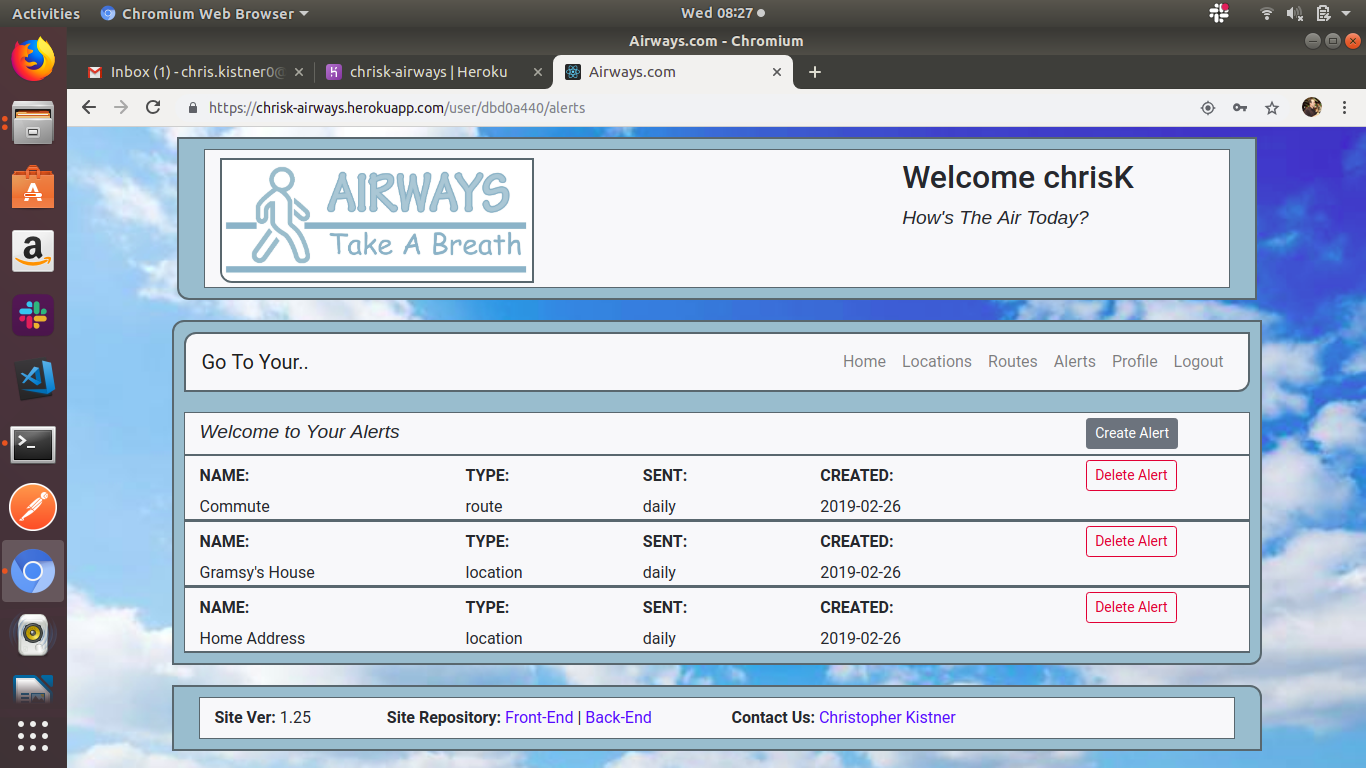 Activities Chromium Web Browser Wed 08:27
Airways.com - Chromium
Inbox (1) - chris.kistner0@ chrisk-airways | Heroku Airways.com
https://chrisk-airways.herokuapp.com/user/dbd0a440/alerts
AIRWAYS
Take A Breath
Welcome chrisK
How's The Air Today?
Go To Your.. Home Locations Routes Alerts Profile Logout
Welcome to Your Alerts Create Alert
NAME: TYPE: SENT: CREATED: Delete Alert
Commute route daily 2019-02-26
NAME: TYPE: SENT: CREATED: Delete Alert
Gramsy's House location daily 2019-02-26
NAME: TYPE: SENT: CREATED: Delete Alert
Home Address location daily 2019-02-26
Site Ver: 1.25 Site Repository: Front-End | Back-End Contact Us: Christopher Kistner